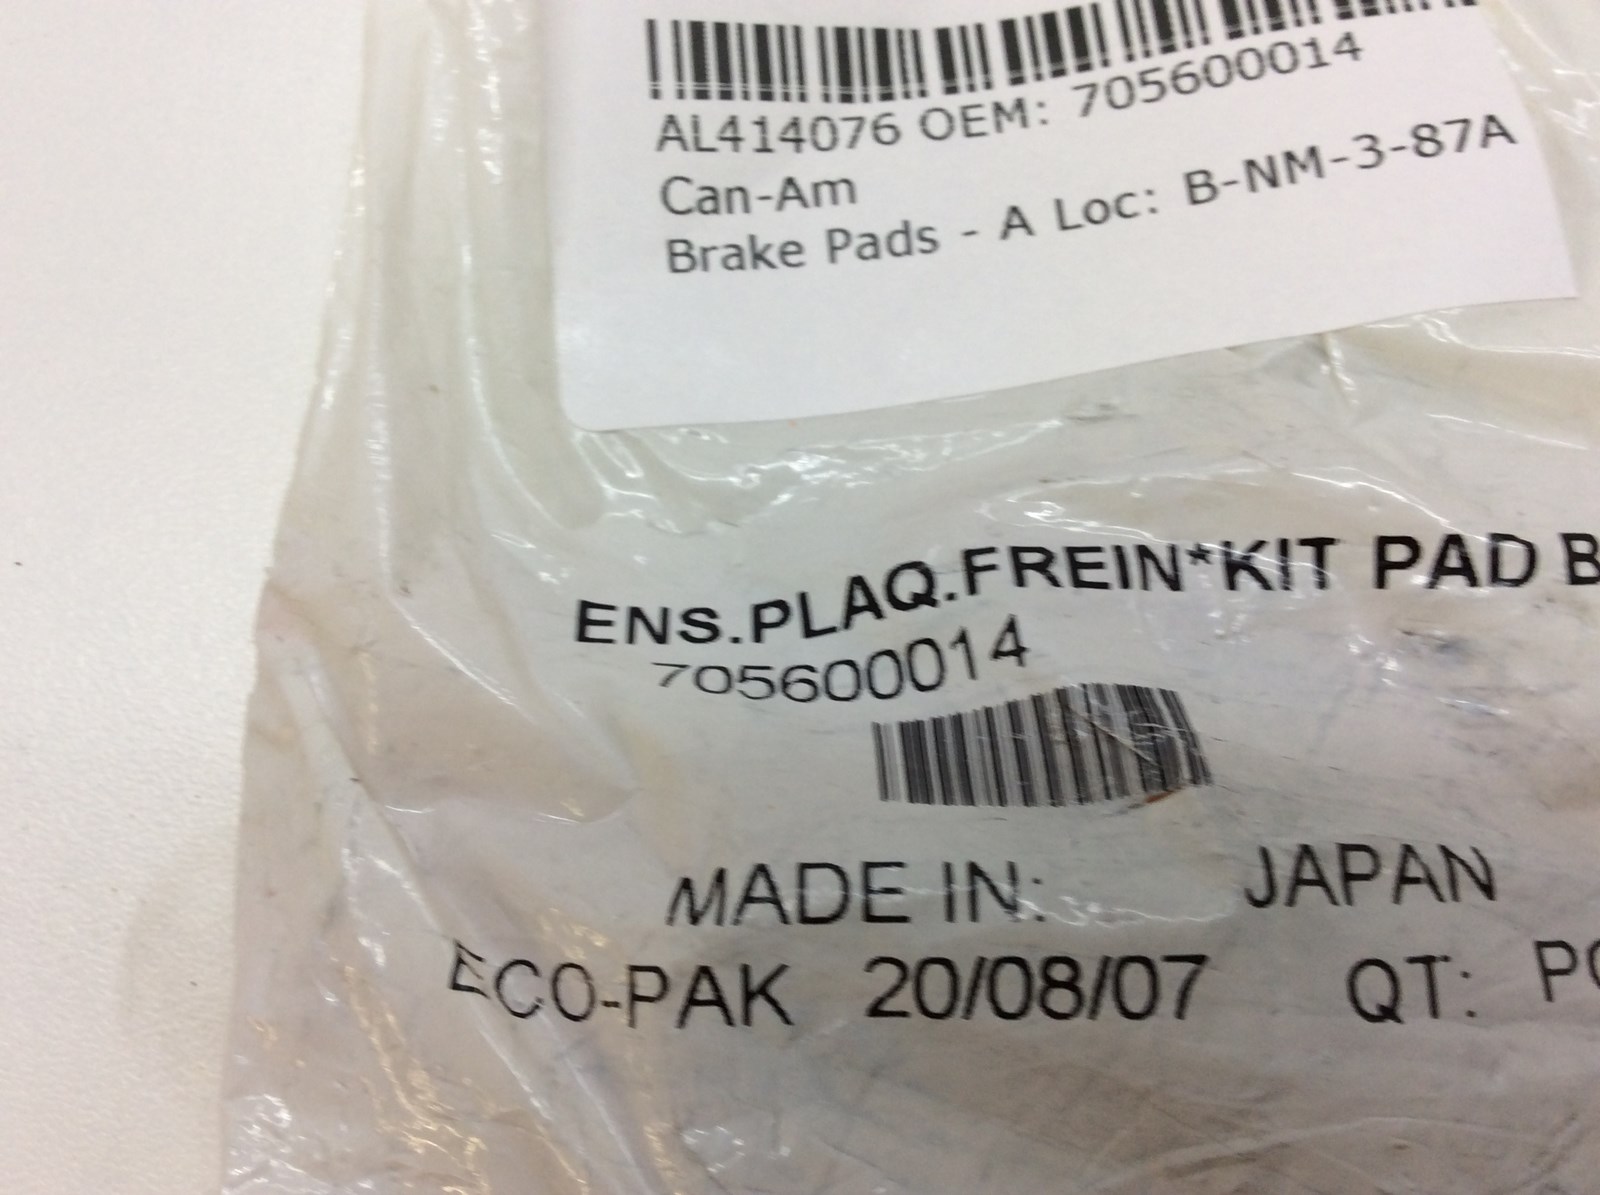 AL414076 OEM: 705600014
Can-Am
Brake Pads - A Loc: B-NM-3-87A
ENS.PLAQ.FREIN*KIT PAD B
705600014
MADE IN: JAPAN
ECO-PAK 20/08/07 QT: